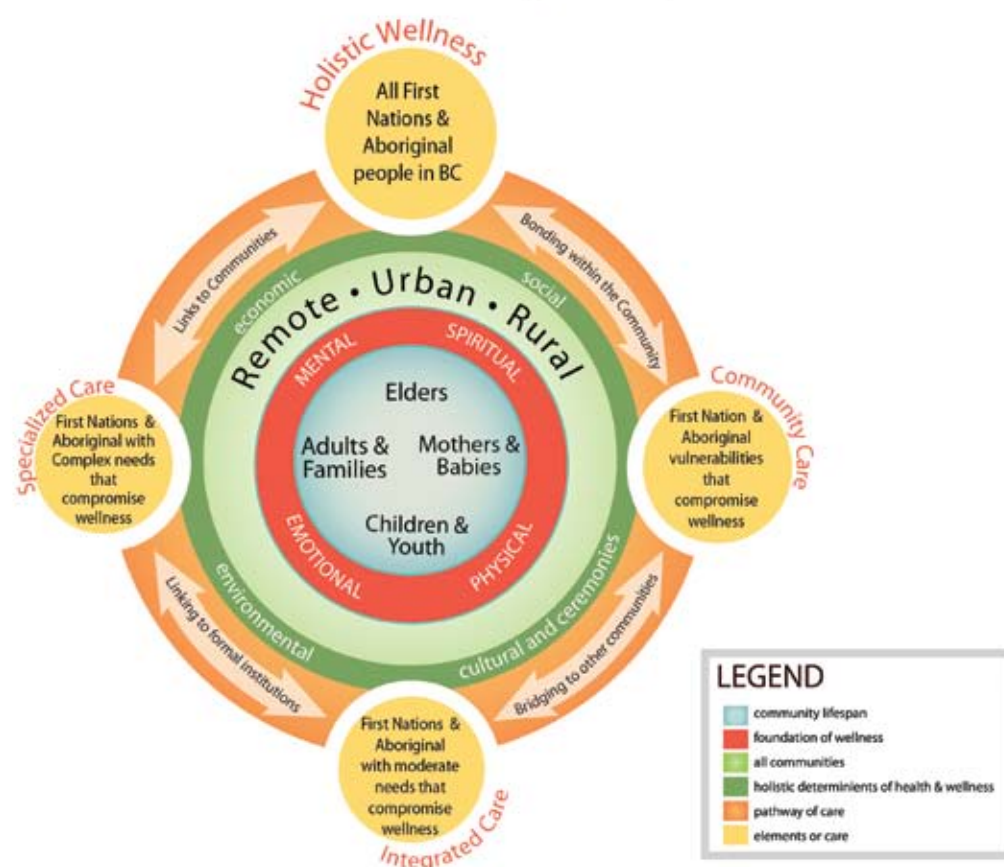 Holistic Wellness
All First
Nations &
Aboriginal
people in BC
Links to Communities
Bonding within the Community
economic
social
Remote • Urban • Rural
MENTAL
SPIRITUAL
Elders
Adults &
Families
Mothers &
Babies
Children &
Youth
EMOTIONAL
PHYSICAL
Specialized Care
First Nations &
Aboriginal with
Complex needs
that
compromise
wellness
Community Care
First Nation &
Aboriginal
vulnerabilities
that
compromise
wellness
environmental
cultural and ceremonies
Linking to formal institutions
Bridging to other communities
First Nations &
Aboriginal
with moderate
needs that
compromise
wellness
Integrated Care
LEGEND
community lifespan
foundation of wellness
all communities
holistic determinients of health & wellness
pathway of care
elements or care